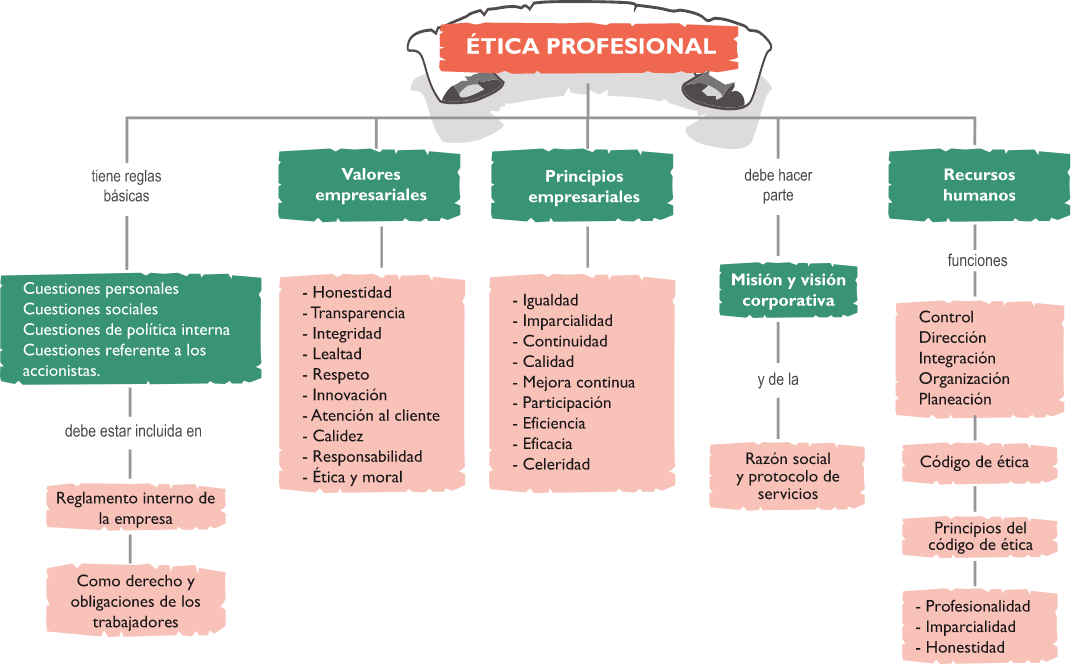 ÉTICA PROFESIONAL
tiene reglas
básicas
Cuestiones personales
Cuestiones sociales
Cuestiones de política interna
Cuestiones referente a los
accionistas.
debe estar incluida en
Reglamento interno de
la empresa
Como derecho y
obligaciones de los
trabajadores
Valores
empresariales
- Honestidad
- Transparencia
- Integridad
- Lealtad
- Respeto
- Innovación
- Atención al cliente
- Calidez
- Responsabilidad
- Ética y moral
Principios
empresariales
- Igualdad
- Imparcialidad
- Continuidad
- Calidad
- Mejora continua
- Participación
- Eficiencia
- Eficacia
- Celeridad
debe hacer
parte
Misión y visión
corporativa
y de la
Razón social
y protocolo de
servicios
Recursos
humanos
funciones
Control
Dirección
Integración
Organización
Planeación
Código de ética
Principios del
código de ética
- Profesionalidad
- Imparcialidad
- Honestidad